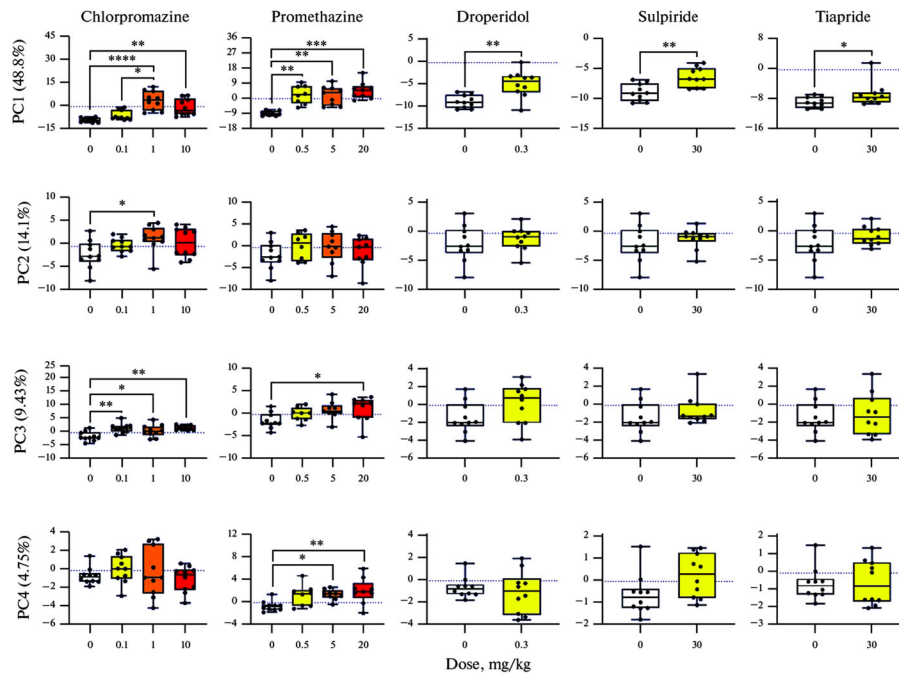 Chlorpromazine Promethazine Droperidol Sulpiride Tiapride
PC1 (48.8%)
45 30 15 0 −15
**
****
*
0 0.1 1 10
36 27 18 9 0 −9 −18
***
**
**
0 0.5 5 20
0 −5 −10 −15
**
0 0.3
0 −5 −10 −15
**
0 30
8 0 −8 −16
*
0 30
PC2 (14.1%)
10 5 0 −5 −10
*
0 0.1 1 10
10 5 0 −5 −10
0 0.5 5 20
5 0 −5 −10
0 0.3
5 0 −5 −10
0 30
5 0 −5 −10
0 30
PC3 (9.43%)
25 20 15 10 5 0 −5 −10
**
*
**
0 0.1 1 10
10 5 0 −5 −10
*
0 0.5 5 20
4 2 0 −2 −4 −6
0 0.3
4 2 0 −2 −4 −6
0 30
4 2 0 −2 −4 −6
0 30
PC4 (4.75%)
4 2 0 −2 −4 −6
0 0.1 1 10
12 8 4 0 −4
**
*
0 0.5 5 20
4 2 0 −2 −4
0 0.3
2 1 0 −1 −2
0 30
2 1 0 −1 −2 −3
0 30
Dose, mg/kg